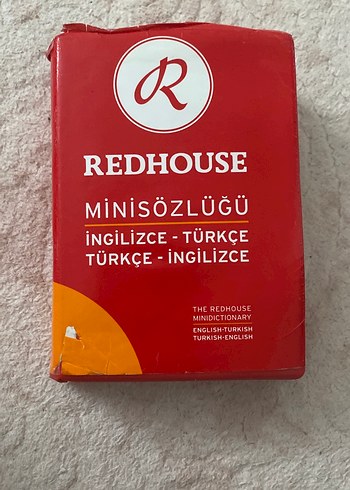 R
REDHOUSE
MİNİSÖZLÜĞÜ
İNGİLİZCE - TÜRKÇE
TÜRKÇE - İNGİLİZCE
THE REDHOUSE
MINIDICTIONARY
ENGLISH-TURKISH
TURKISH-ENGLISH